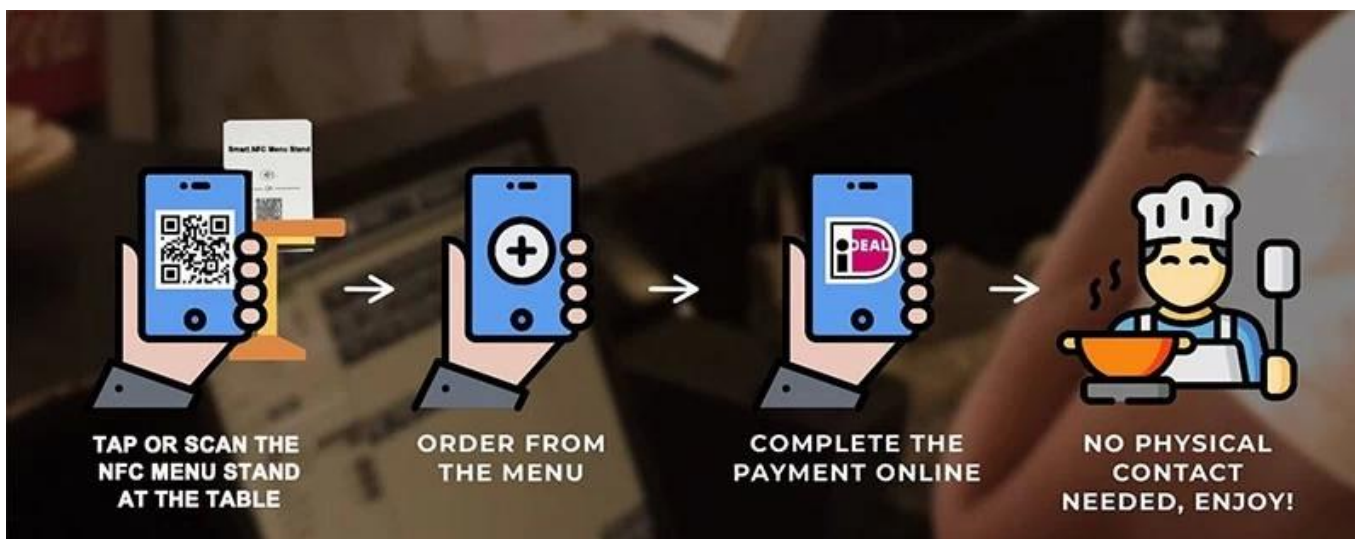 Smart NFC Menu Stand
iDEAL
TAP OR SCAN THE
NFC MENU STAND
AT THE TABLE
ORDER FROM
THE MENU
COMPLETE THE
PAYMENT ONLINE
NO PHYSICAL
CONTACT
NEEDED, ENJOY!